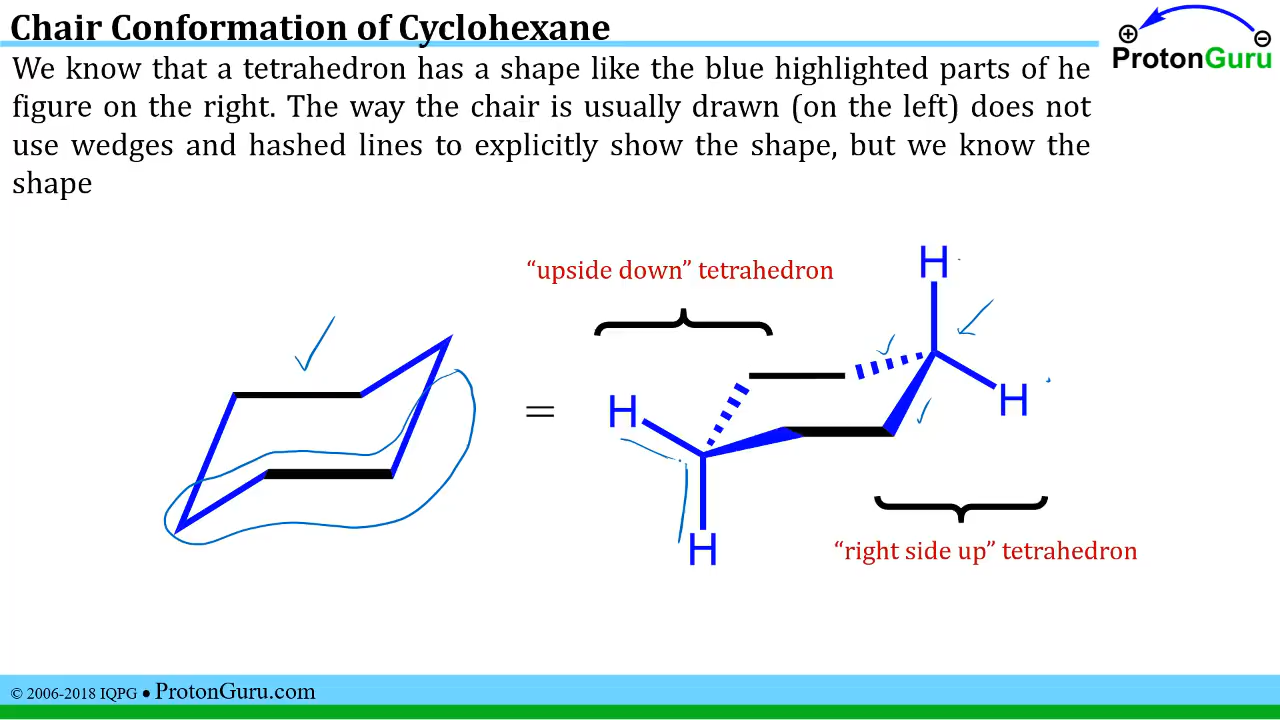 Chair Conformation of Cyclohexane
ProtonGuru
We know that a tetrahedron has a shape like the blue highlighted parts of he
figure on the right. The way the chair is usually drawn (on the left) does not
use wedges and hashed lines to explicitly show the shape, but we know the
shape
H
“upside down” tetrahedron
=
H
H
H
“right side up” tetrahedron
© 2006-2018 IQPG ● ProtonGuru.com